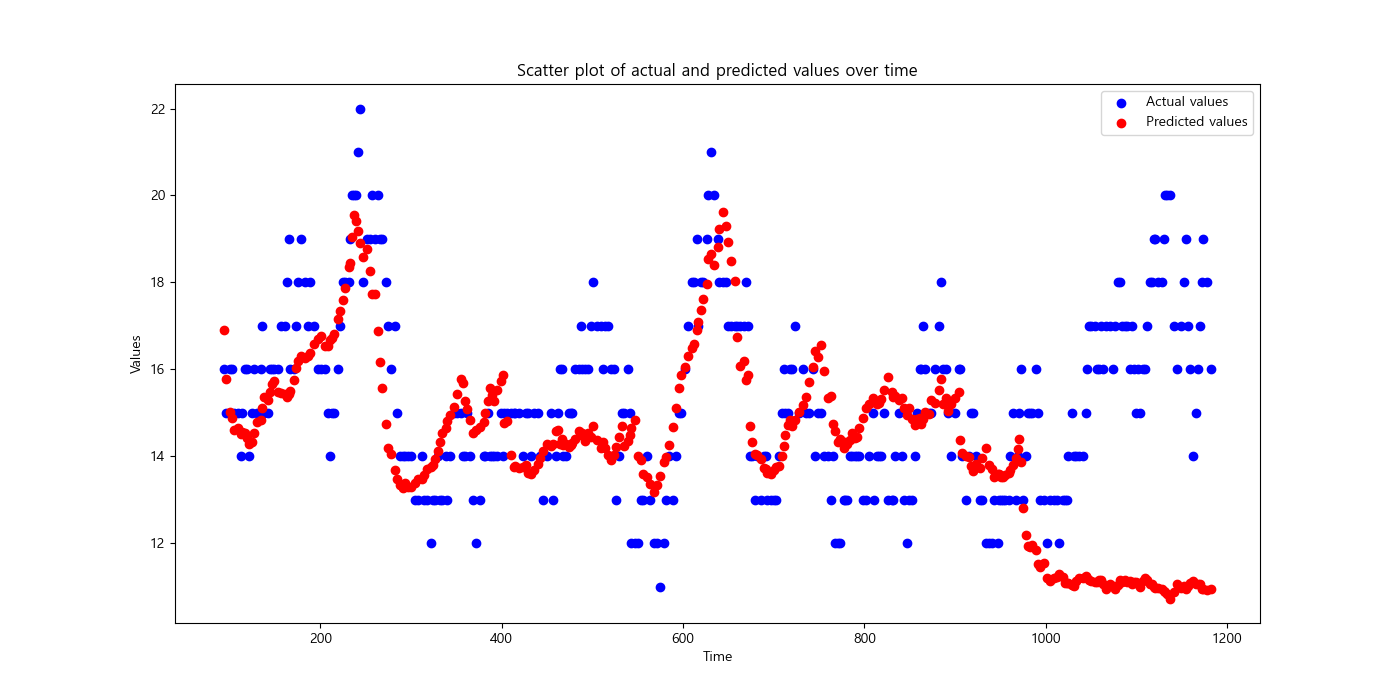 Scatter plot of actual and predicted values over time
Actual values
Predicted values
22
20
18
16
14
12
Values
200
400
600
800
1000
1200
Time